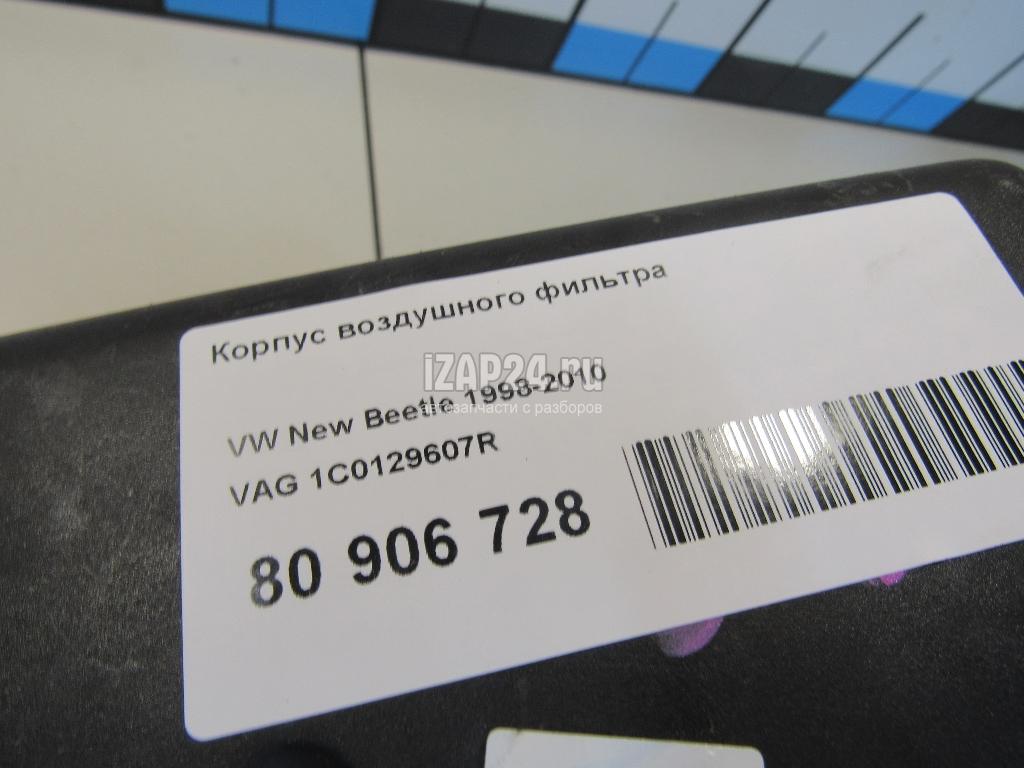 Корпус воздушного фильтра
iZAP24.ru
VW New Beetle 1998-2010
автозапчасти с разборов
VAG 1C0129607R
80 906 728